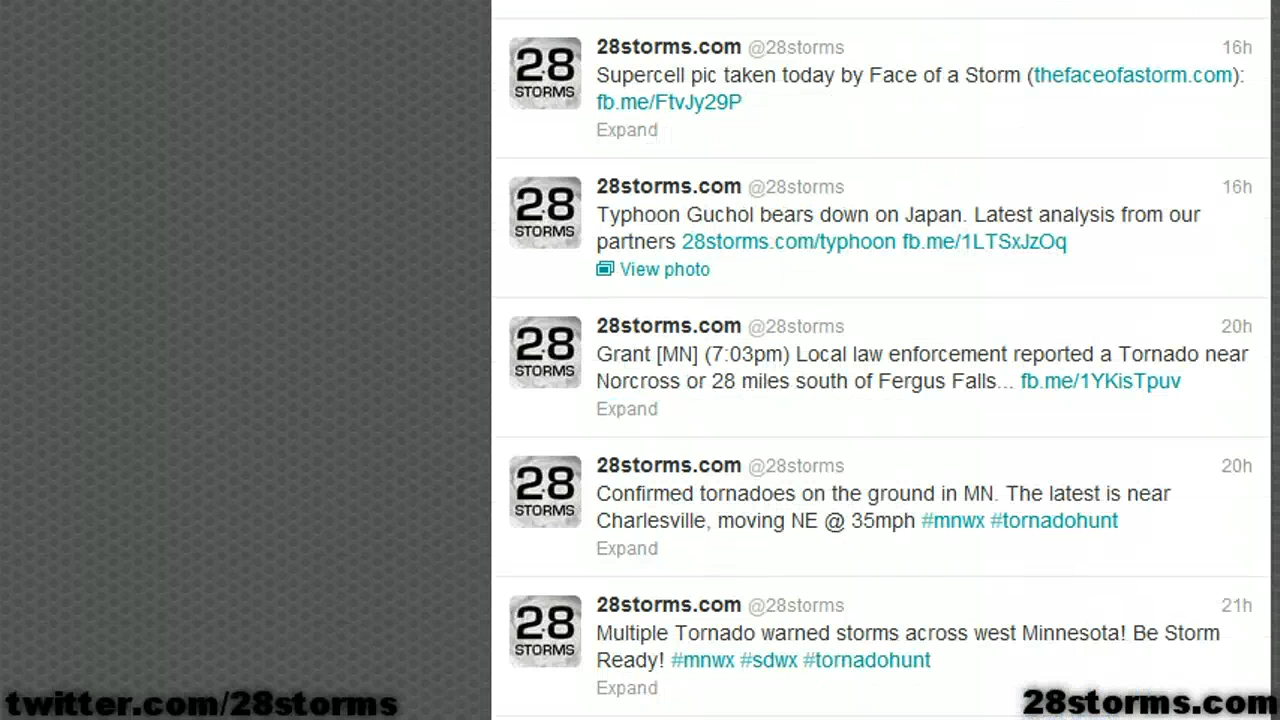 28 STORMS
28storms.com @28storms 16h
Supercell pic taken today by Face of a Storm (thefaceofastorm.com):
fb.me/FtvJy29P
Expand
28 STORMS
28storms.com @28storms 16h
Typhoon Guchol bears down on Japan. Latest analysis from our
partners 28storms.com/typhoon fb.me/1LTSxJzOq
View photo
28 STORMS
28storms.com @28storms 20h
Grant [MN] (7:03pm) Local law enforcement reported a Tornado near
Norcross or 28 miles south of Fergus Falls... fb.me/1YKisTpuv
Expand
28 STORMS
28storms.com @28storms 20h
Confirmed tornadoes on the ground in MN. The latest is near
Charlesville, moving NE @ 35mph #mnwx #tornadohunt
Expand
28 STORMS
28storms.com @28storms 21h
Multiple Tornado warned storms across west Minnesota! Be Storm
Ready! #mnwx #sdwx #tornadohunt
Expand
twitter.com/28storms
28storms.com